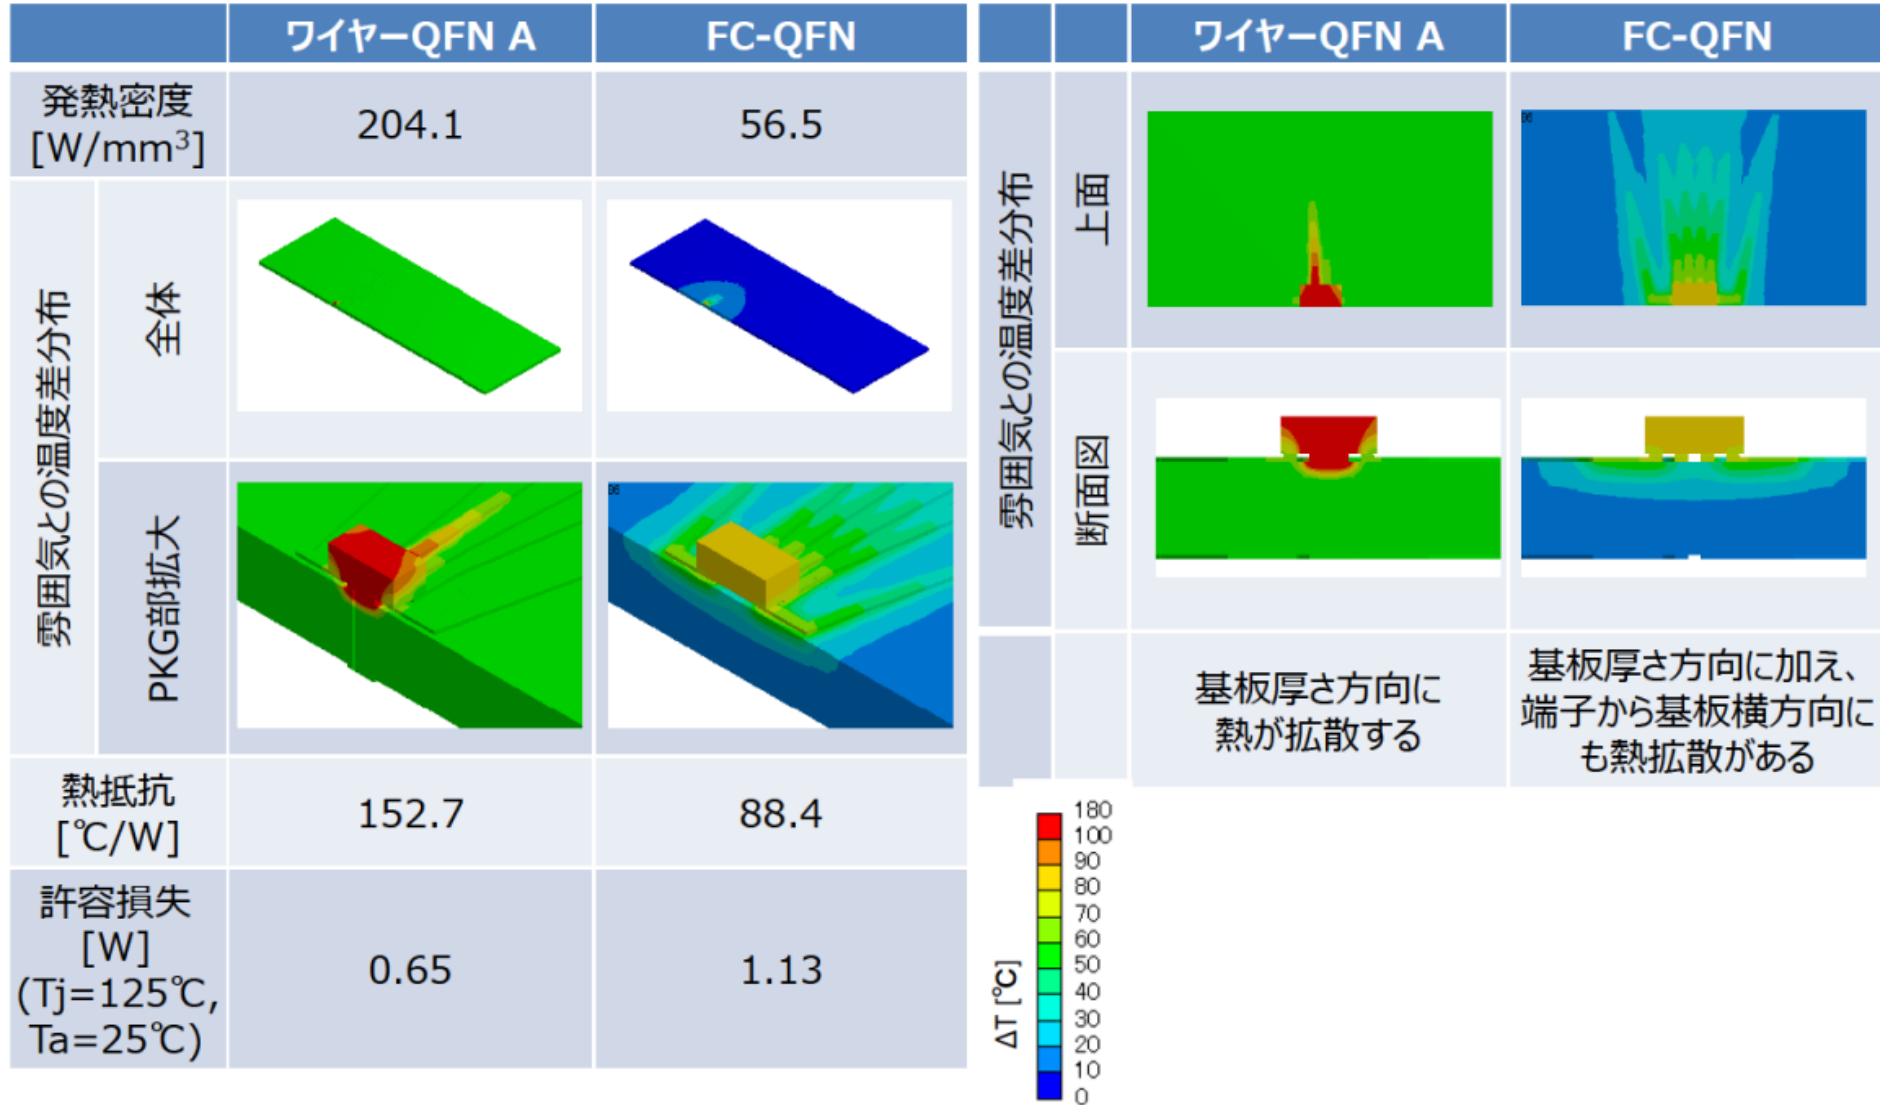 ワイヤーQFN A
FC-QFN
発熱密度
[W/mm³]
204.1
56.5
雰囲気との温度差分布
全体
PKG部拡大
熱抵抗
[℃/W]
152.7
88.4
許容損失
[W]
(Tj=125℃,
Ta=25℃)
0.65
1.13
ワイヤーQFN A
FC-QFN
雰囲気との温度差分布
上面
断面図
基板厚さ方向に
熱が拡散する
基板厚さ方向に加え、
端子から基板横方向に
も熱拡散がある
ΔT [℃]
180
100
90
80
70
60
50
40
30
20
10
0